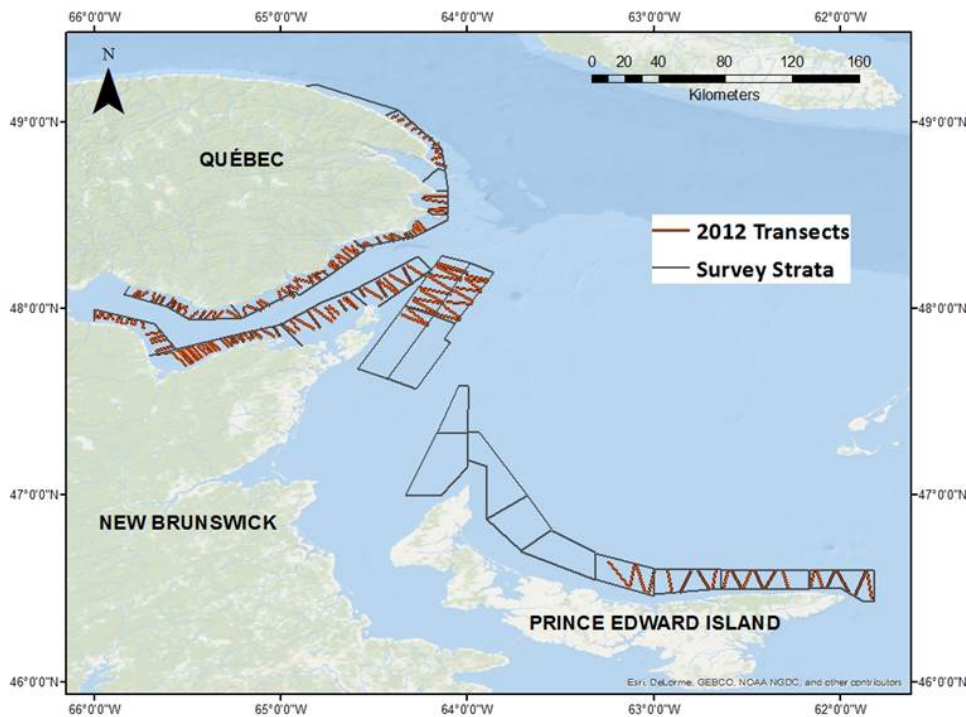 66°0'0"W 65°0'0"W 64°0'0"W 63°0'0"W 62°0'0"W
N
0 20 40 80 120 160
Kilometers
49°0'0"N 49°0'0"N
QUÉBEC
2012 Transects
Survey Strata
48°0'0"N 48°0'0"N
47°0'0"N 47°0'0"N
NEW BRUNSWICK
PRINCE EDWARD ISLAND
46°0'0"N 46°0'0"N
Esri, DeLorme, GEBCO, NOAA NGDC, and other contributors
66°0'0"W 65°0'0"W 64°0'0"W 63°0'0"W 62°0'0"W